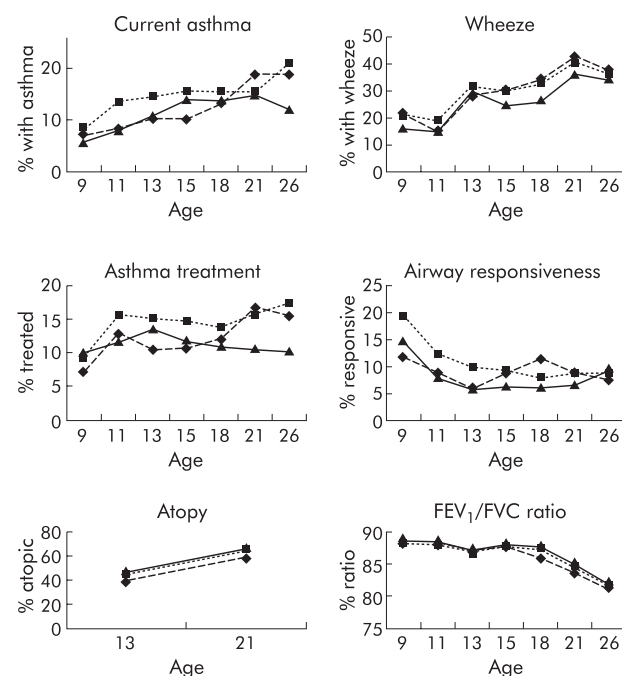 Current asthma
% with asthma
20
10
0
9 11 13 15 18 21 26
Age
Wheeze
% with wheeze
50
40
30
20
10
0
9 11 13 15 18 21 26
Age
Asthma treatment
% treated
20
15
10
5
0
9 11 13 15 18 21 26
Age
Airway responsiveness
% responsive
25
20
15
10
5
0
9 11 13 15 18 21 26
Age
Atopy
% atopic
80
60
40
20
0
13 21
Age
FEV₁/FVC ratio
% ratio
90
85
80
75
9 11 13 15 18 21 26
Age